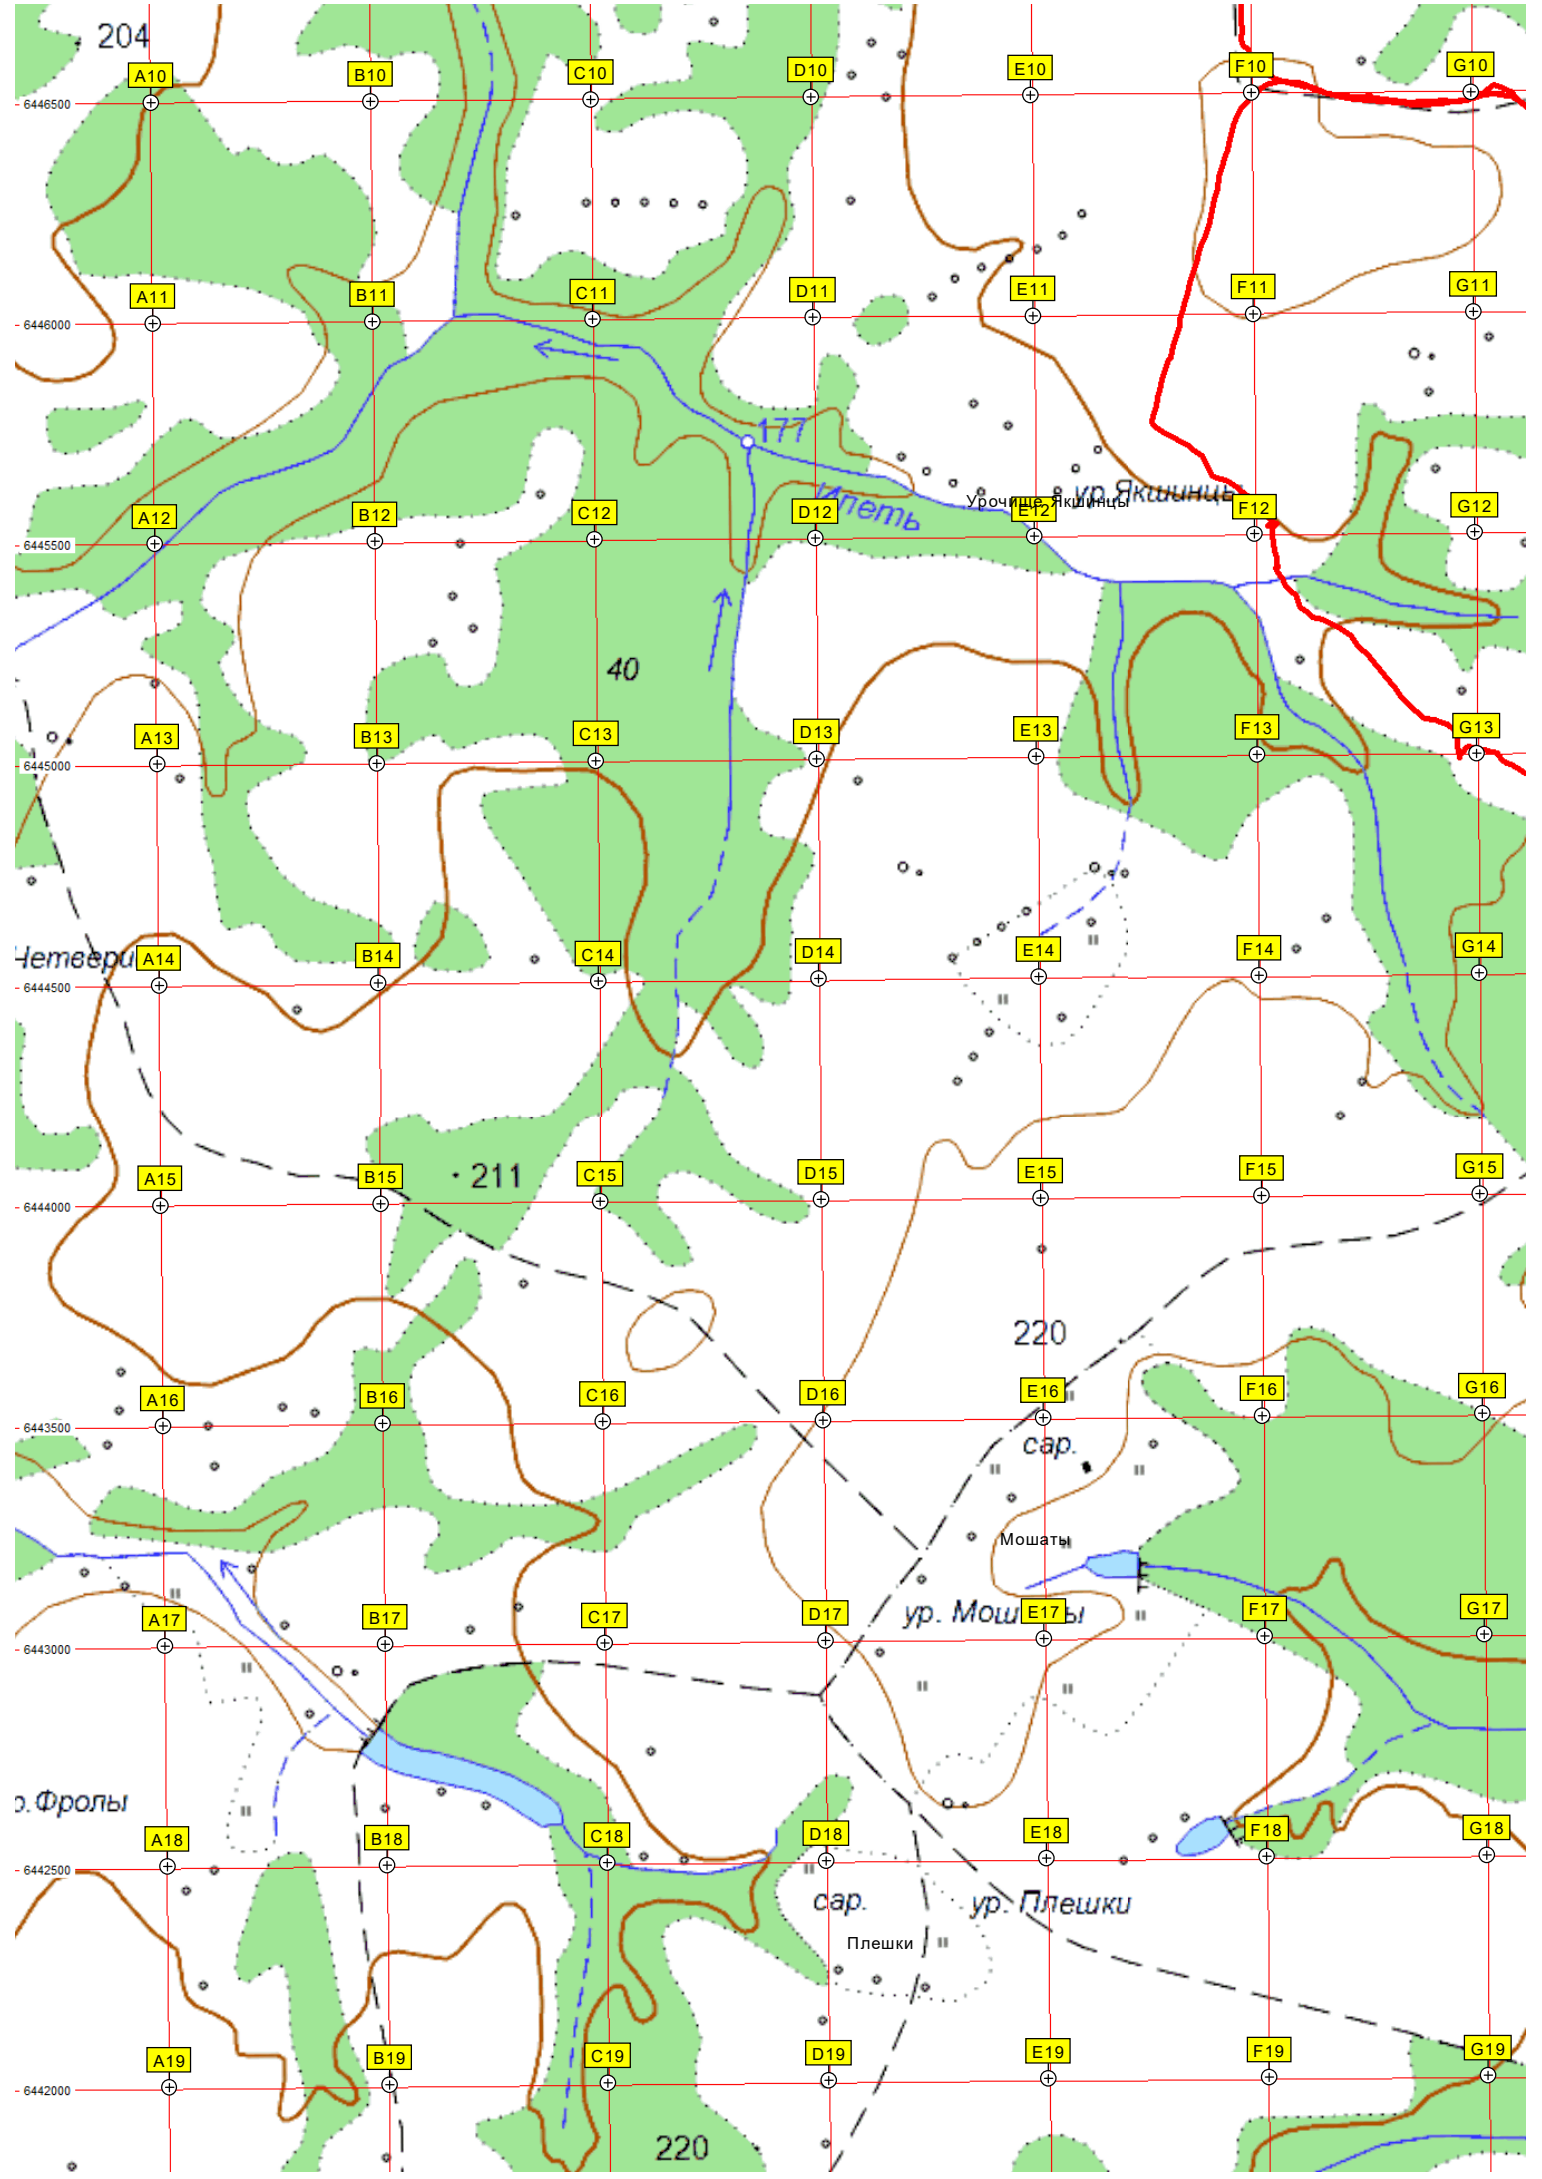 204
A10 B10 C10 D10 E10 F10 G10
6446500
A11 B11 C11 D11 E11 F11 G11
6446000
177
Ипеть
ур. Якшинцы
Урочище Якшинцы
A12 B12 C12 D12 E12 F12 G12
6445500
40
A13 B13 C13 D13 E13 F13 G13
6445000
Нетвери
A14 B14 C14 D14 E14 F14 G14
6444500
211
A15 B15 C15 D15 E15 F15 G15
6444000
220
A16 B16 C16 D16 E16 F16 G16
6443500
сар.
Мошаты
ур. Мошаты
A17 B17 C17 D17 E17 F17 G17
6443000
р. Фролы
A18 B18 C18 D18 E18 F18 G18
6442500
сар.
ур. Плешки
Плешки
A19 B19 C19 D19 E19 F19 G19
6442000
220